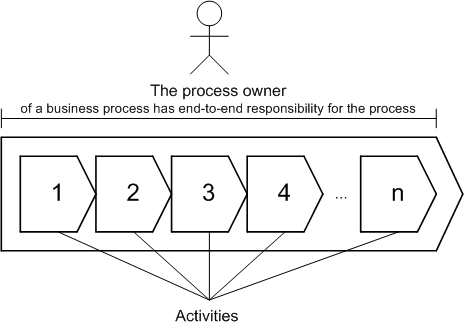 The process owner
of a business process has end-to-end responsibility for the process
1 2 3 4 ... n
Activities